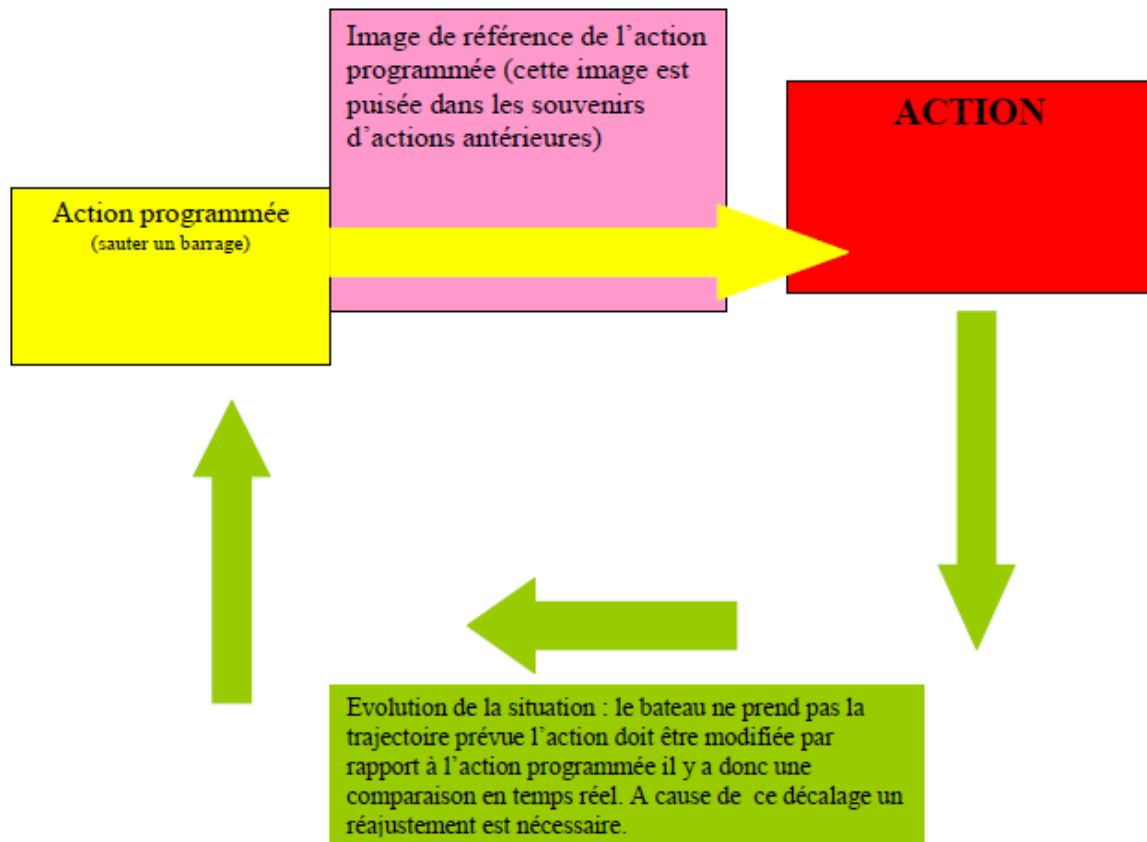 Image de référence de l’action
programmée (cette image est
puisée dans les souvenirs
d’actions antérieures)
ACTION
Action programmée
(sauter un barrage)
Evolution de la situation : le bateau ne prend pas la
trajectoire prévue l’action doit être modifiée par
rapport à l’action programmée il y a donc une
comparaison en temps réel. A cause de  ce décalage un
réajustement est nécessaire.